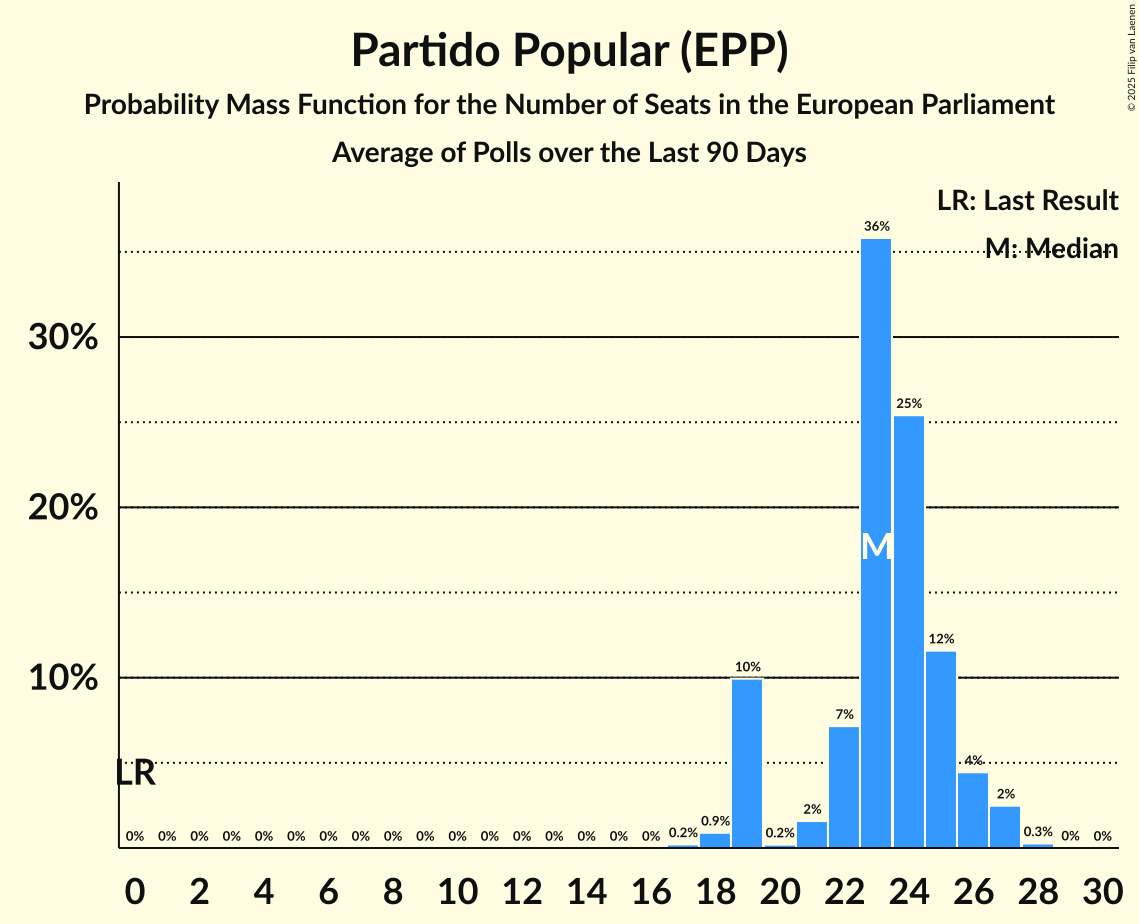 Partido Popular (EPP)
Probability Mass Function for the Number of Seats in the European Parliament
Average of Polls over the Last 90 Days
© 2025 Filip van Laenen
LR: Last Result
M: Median
36%
30%
25%
20%
M
12%
10%
10%
7%
LR
4%
2%
0% 0% 0% 0% 0% 0% 0% 0% 0% 0% 0% 0% 0% 0% 0% 0% 0% 0.2% 0.9% 0.2% 2% 0.3% 0% 0%
0 2 4 6 8 10 12 14 16 18 20 22 24 26 28 30